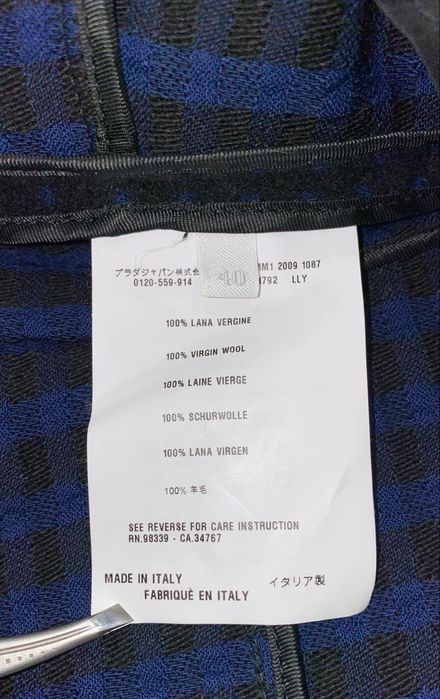 40
プラダジャパン株式会
MM1 2009 1087
0120-559-914
1792 LLY
100% LANA VERGINE
100% VIRGIN WOOL
100% LAINE VIERGE
100% SCHURWOLLE
100% LANA VIRGEN
100% 羊毛
SEE REVERSE FOR CARE INSTRUCTION
RN.98339 - CA.34767
MADE IN ITALY イタリア製
FABRIQUÈ EN ITALY